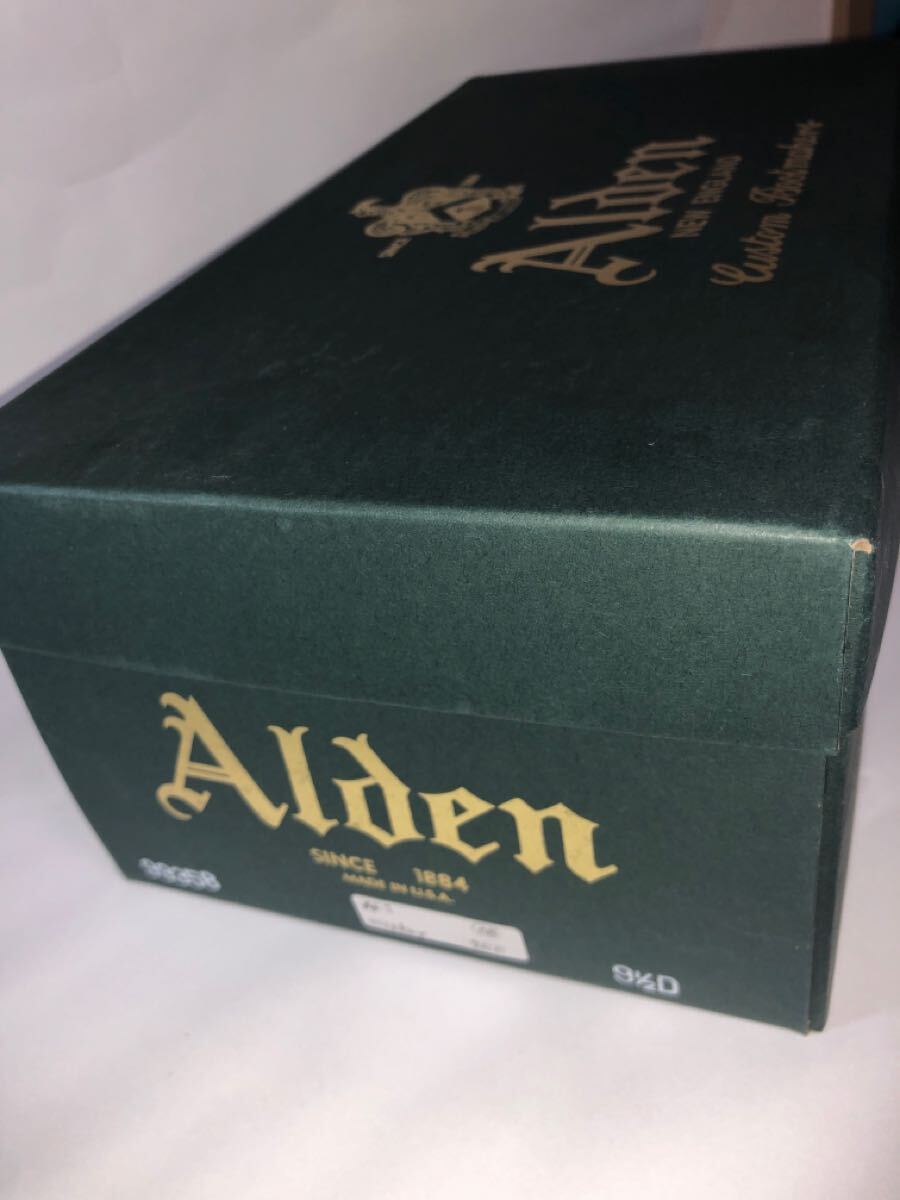 Alden
NEW ENGLAND
Custom Bootmakers
Alden
SINCE 1884
MADE IN U.S.A.
9½D